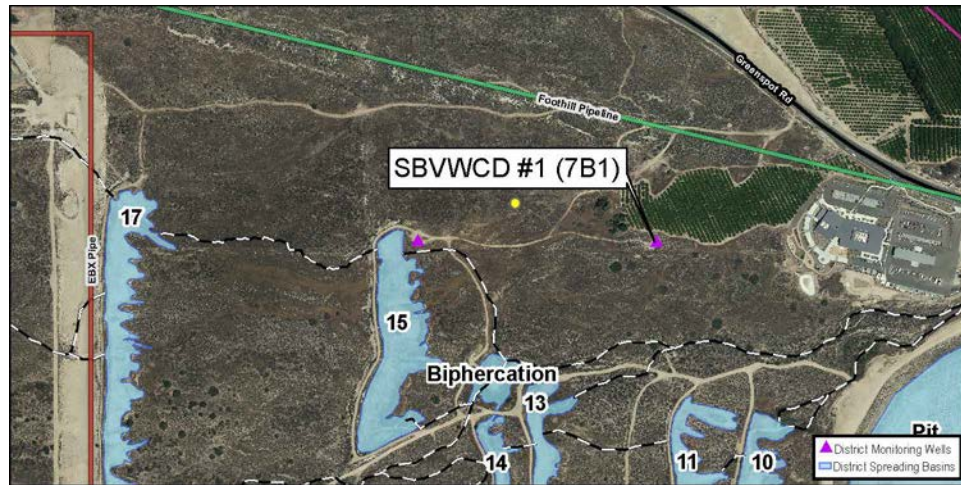 Greenspot Rd
Foothill Pipeline
SBVWCD #1 (7B1)
17
EBX Pipe
15
Biphercation
13
14
11
10
Pit
District Monitoring Wells
District Spreading Basins